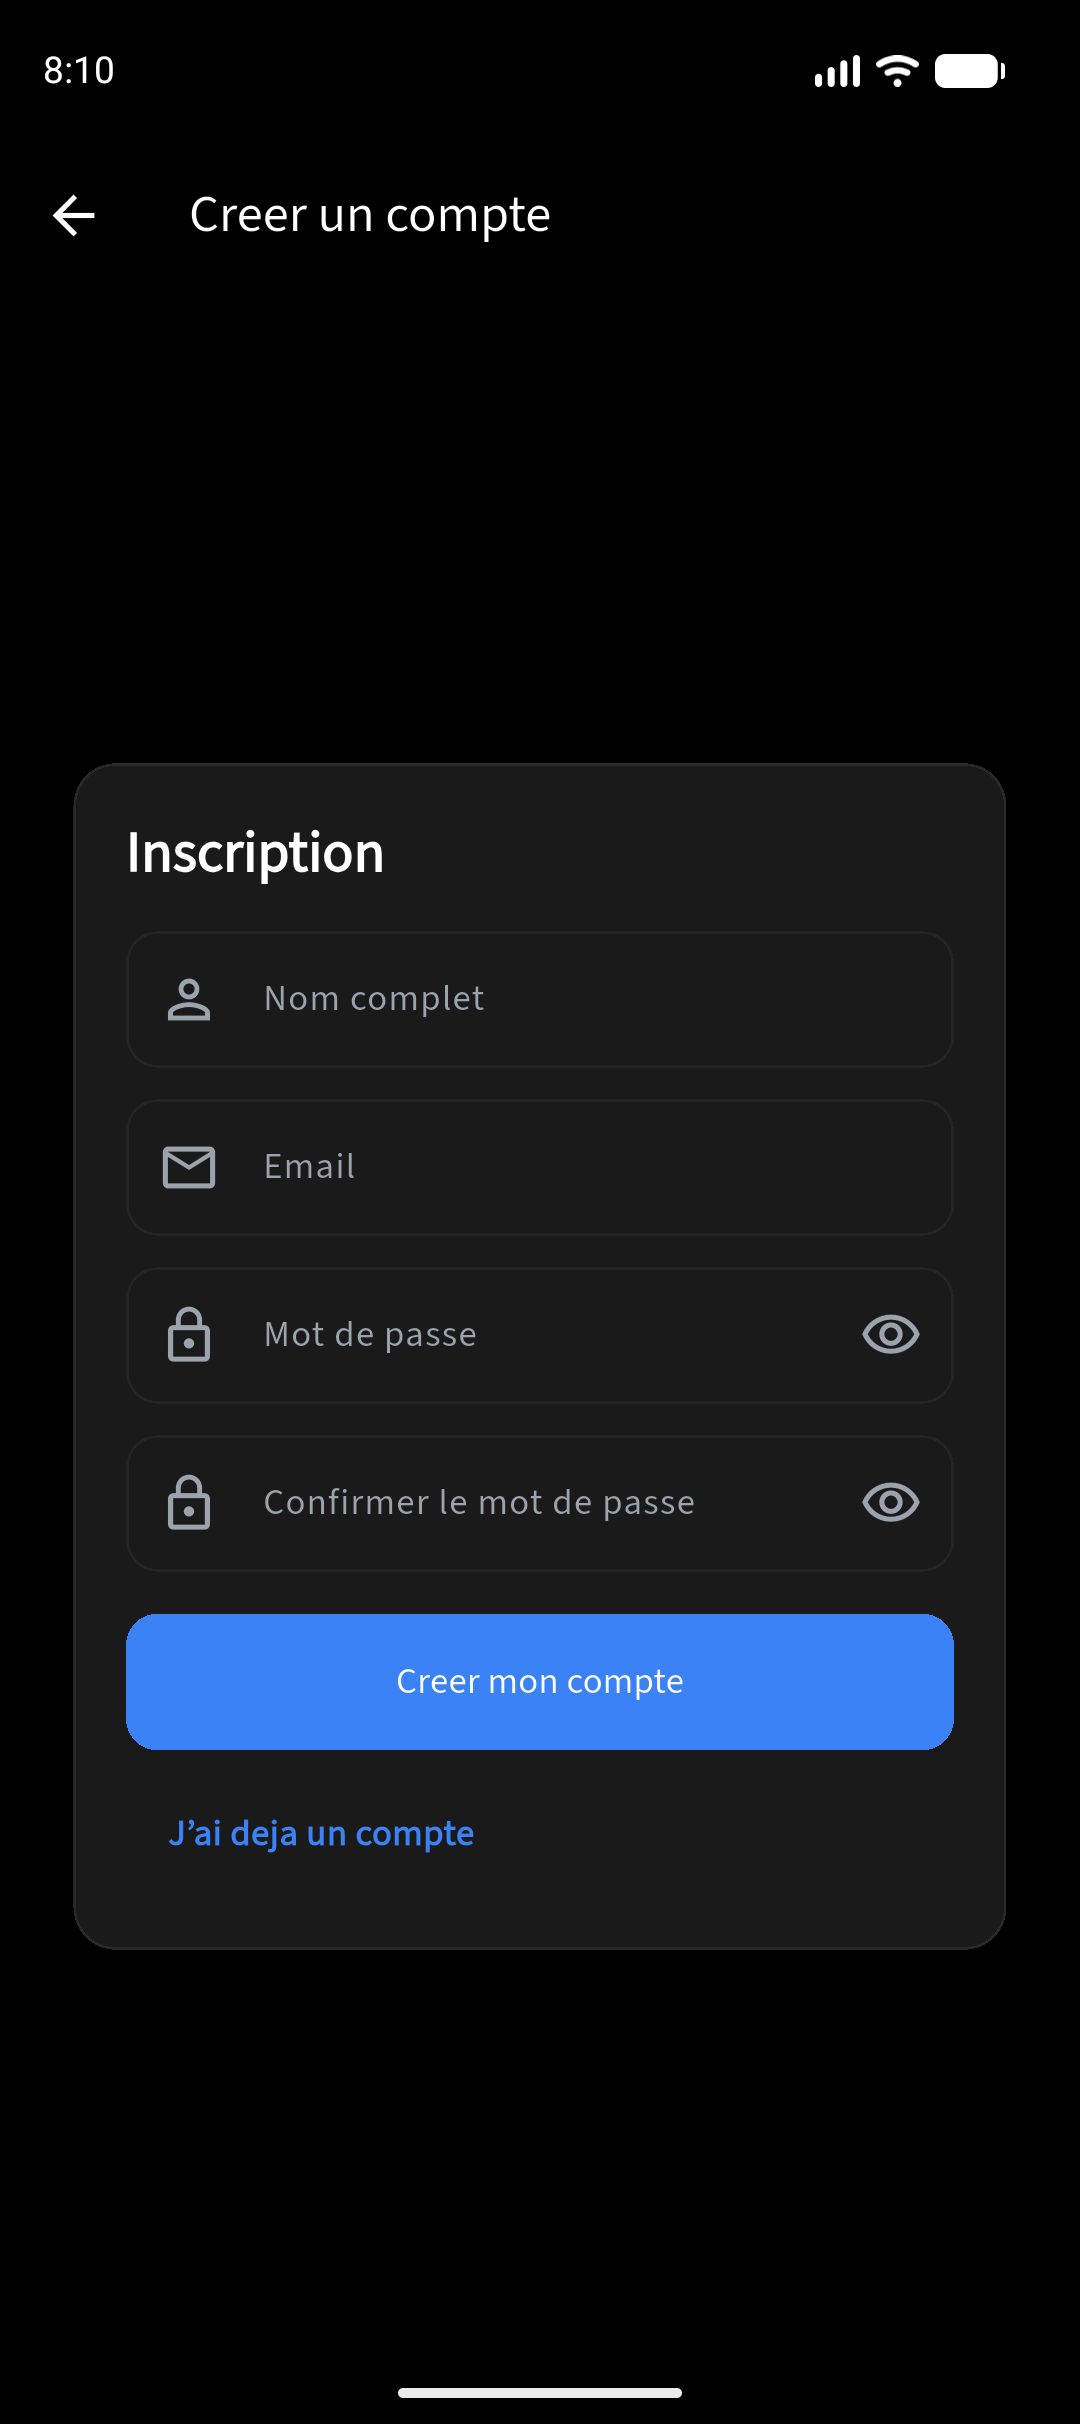 8:10
Creer un compte
Inscription
Nom complet
Email
Mot de passe
Confirmer le mot de passe
Creer mon compte
J’ai deja un compte